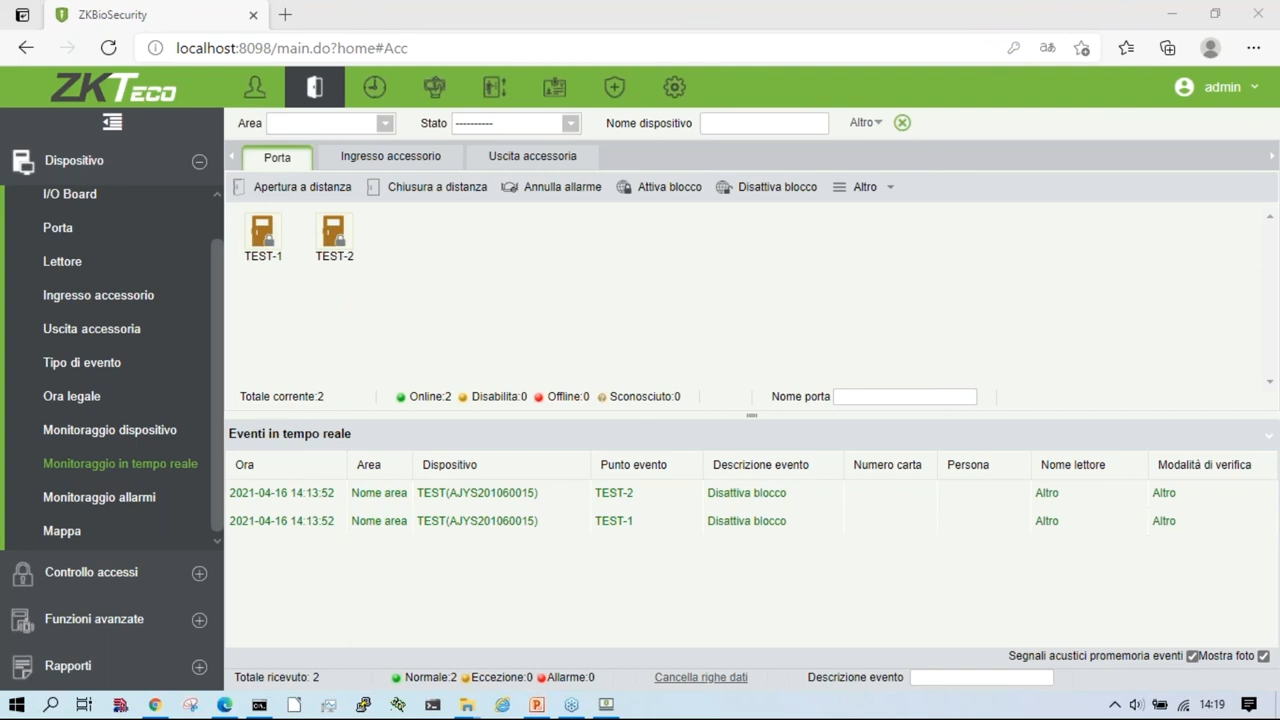 ZKBioSecurity
localhost:8098/main.do?home#Acc
ZKTECO
admin
Area
Stato ----------
Nome dispositivo
Altro
Dispositivo
Porta
Ingresso accessorio
Uscita accessoria
I/O Board
Apertura a distanza
Chiusura a distanza
Annulla allarme
Attiva blocco
Disattiva blocco
Altro
Porta
Lettore
TEST-1
TEST-2
Ingresso accessorio
Uscita accessoria
Tipo di evento
Ora legale
Monitoraggio dispositivo
Monitoraggio in tempo reale
Monitoraggio allarmi
Mappa
Controllo accessi
Funzioni avanzate
Rapporti
Totale corrente:2
Online:2
Disabilita:0
Offline:0
Sconosciuto:0
Nome porta
Eventi in tempo reale
Ora Area Dispositivo Punto evento Descrizione evento Numero carta Persona Nome lettore Modalità di verifica
2021-04-16 14:13:52 Nome area TEST(AJYS201060015) TEST-2 Disattiva blocco Altro Altro
2021-04-16 14:13:52 Nome area TEST(AJYS201060015) TEST-1 Disattiva blocco Altro Altro
Segnali acustici promemoria eventi Mostra foto
Totale ricevuto: 2
Normale:2
Eccezione:0
Allarme:0
Cancella righe dati
Descrizione evento
14:19